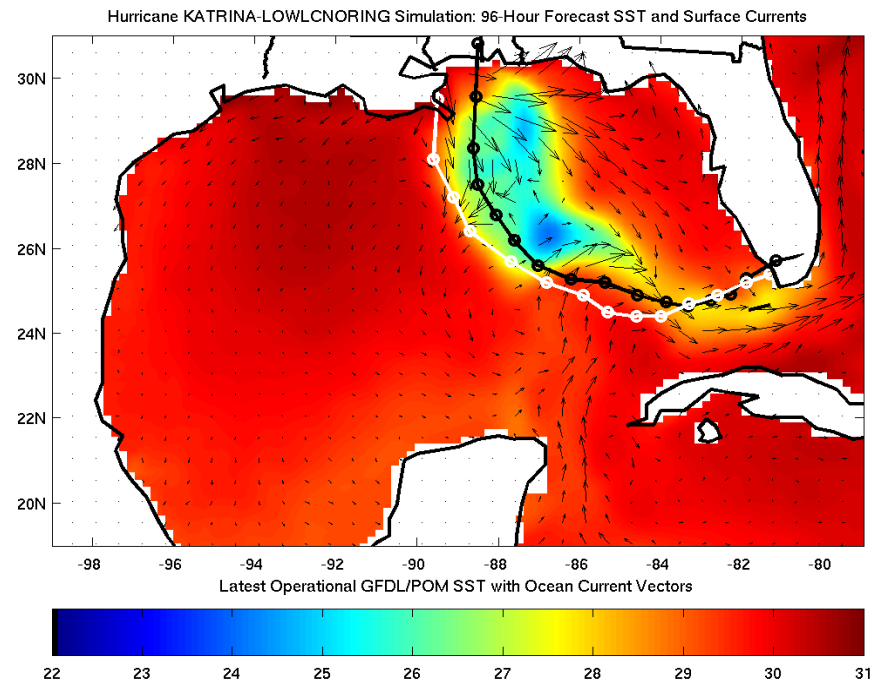 Hurricane KATRINA-LOWLCNORING Simulation: 96-Hour Forecast SST and Surface Currents
30N
28N
26N
24N
22N
20N
-98 -96 -94 -92 -90 -88 -86 -84 -82 -80
Latest Operational GFDL/POM SST with Ocean Current Vectors
22 23 24 25 26 27 28 29 30 31